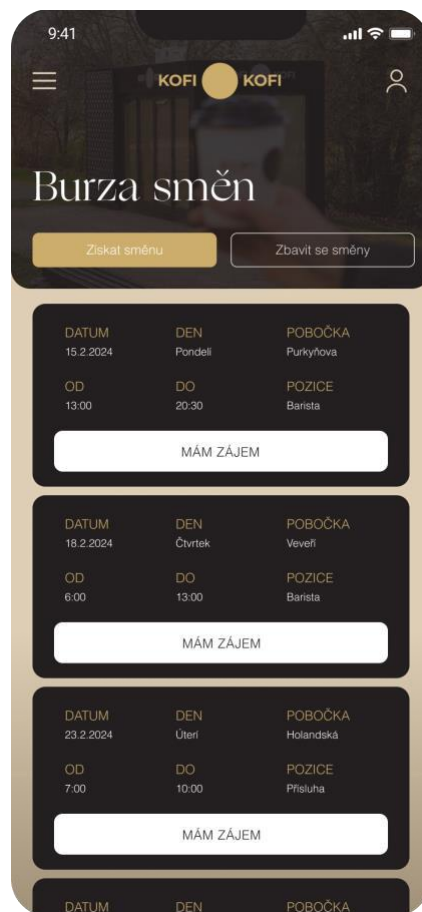 9:41
KOFI KOFI
Burza směn
Získat směnu Zbavit se směny
DATUM DEN POBOČKA
15.2.2024 Pondelí Purkyňova
OD DO POZICE
13:00 20:30 Barista
MÁM ZÁJEM
DATUM DEN POBOČKA
18.2.2024 Čtvrtek Veveří
OD DO POZICE
6:00 13:00 Barista
MÁM ZÁJEM
DATUM DEN POBOČKA
23.2.2024 Úterí Holandská
OD DO POZICE
7:00 10:00 Přisluha
MÁM ZÁJEM
DATUM DEN POBOČKA